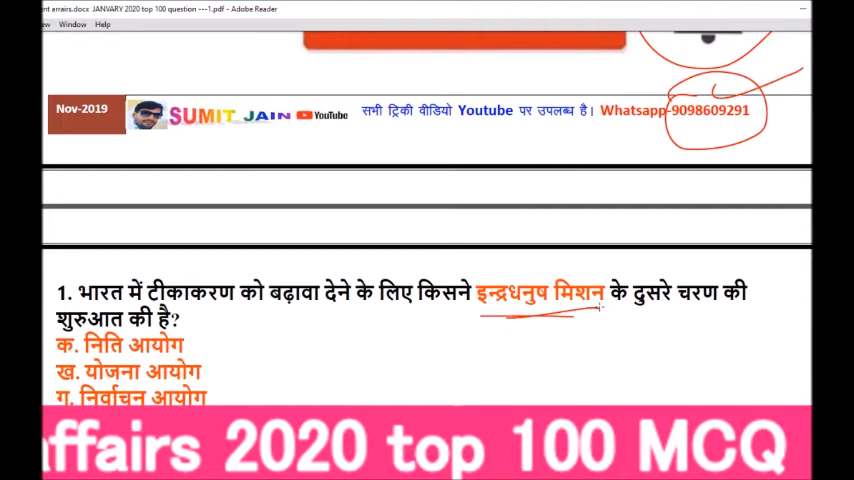 nt arrairs.docx JANVARY 2020 top 100 question ---1.pdf - Adobe Reader
ew Window Help
Nov-2019 SUMIT JAIN YouTube सभी ट्रिकी वीडियो Youtube पर उपलब्ध है। Whatsapp-9098609291
1. भारत में टीकाकरण को बढ़ावा देने के लिए किसने इन्द्रधनुष मिशन के दुसरे चरण की
शुरुआत की है?
क. निति आयोग
ख. योजना आयोग
ग. निर्वाचन आयोग
affairs 2020 top 100 MCQ